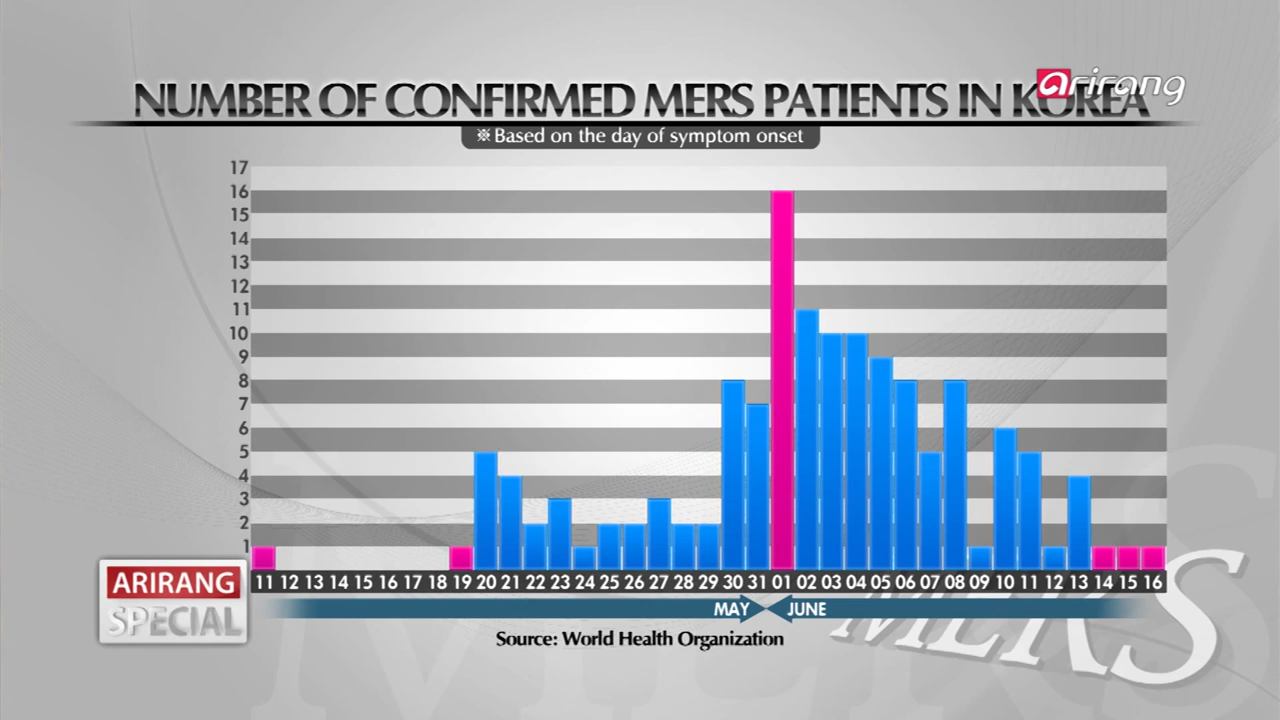 NUMBER OF CONFIRMED MERS PATIENTS IN KOREA
arirang
※Based on the day of symptom onset
17
16
15
14
13
12
11
10
9
8
7
6
5
4
3
2
1
11 12 13 14 15 16 17 18 19 20 21 22 23 24 25 26 27 28 29 30 31 01 02 03 04 05 06 07 08 09 10 11 12 13 14 15 16
MAY JUNE
ARIRANG
SPECIAL
Source: World Health Organization
MERS